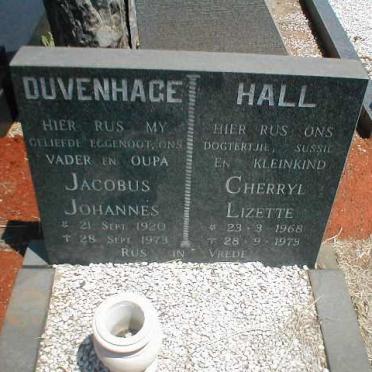 DUVENHAGE
HIER RUS MY
GELIEFDE EGGENOOT, ONS
VADER EN OUPA
JACOBUS
JOHANNES
* 21 SEPT. 1920
† 28 SEPT. 1973
HALL
HIER RUS ONS
DOGTERTJIE, SUSSIE
EN KLEINKIND
CHERRYL
LIZETTE
* 23-3-1968
† 28-9-1973
RUS IN VREDE